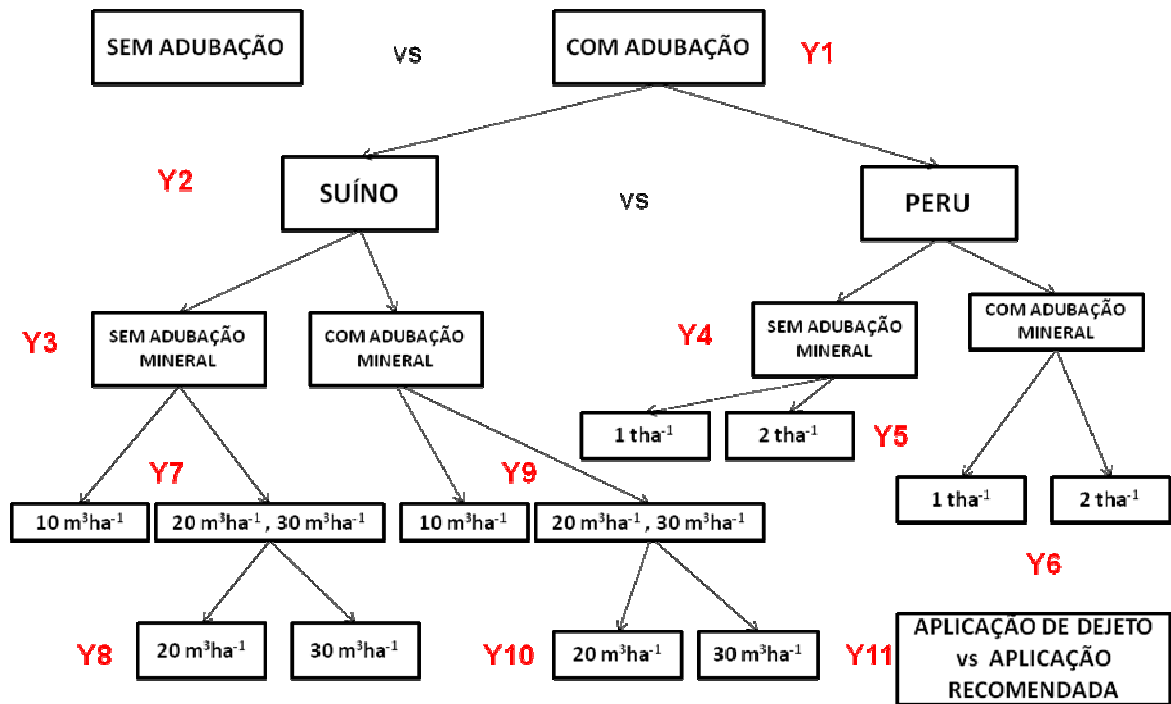 SEM ADUBAÇÃO
vs
COM ADUBAÇÃO
Y1
Y2
SUÍNO
vs
PERU
Y3
SEM ADUBAÇÃO
MINERAL
COM ADUBAÇÃO
MINERAL
Y4
SEM ADUBAÇÃO
MINERAL
COM ADUBAÇÃO
MINERAL
1 tha⁻¹
2 tha⁻¹
Y5
Y7
Y9
10 m³ha⁻¹
20 m³ha⁻¹ , 30 m³ha⁻¹
10 m³ha⁻¹
20 m³ha⁻¹ , 30 m³ha⁻¹
1 tha⁻¹
2 tha⁻¹
Y6
Y8
20 m³ha⁻¹
30 m³ha⁻¹
Y10
20 m³ha⁻¹
30 m³ha⁻¹
Y11
APLICAÇÃO DE DEJETO
vs APLICAÇÃO
RECOMENDADA